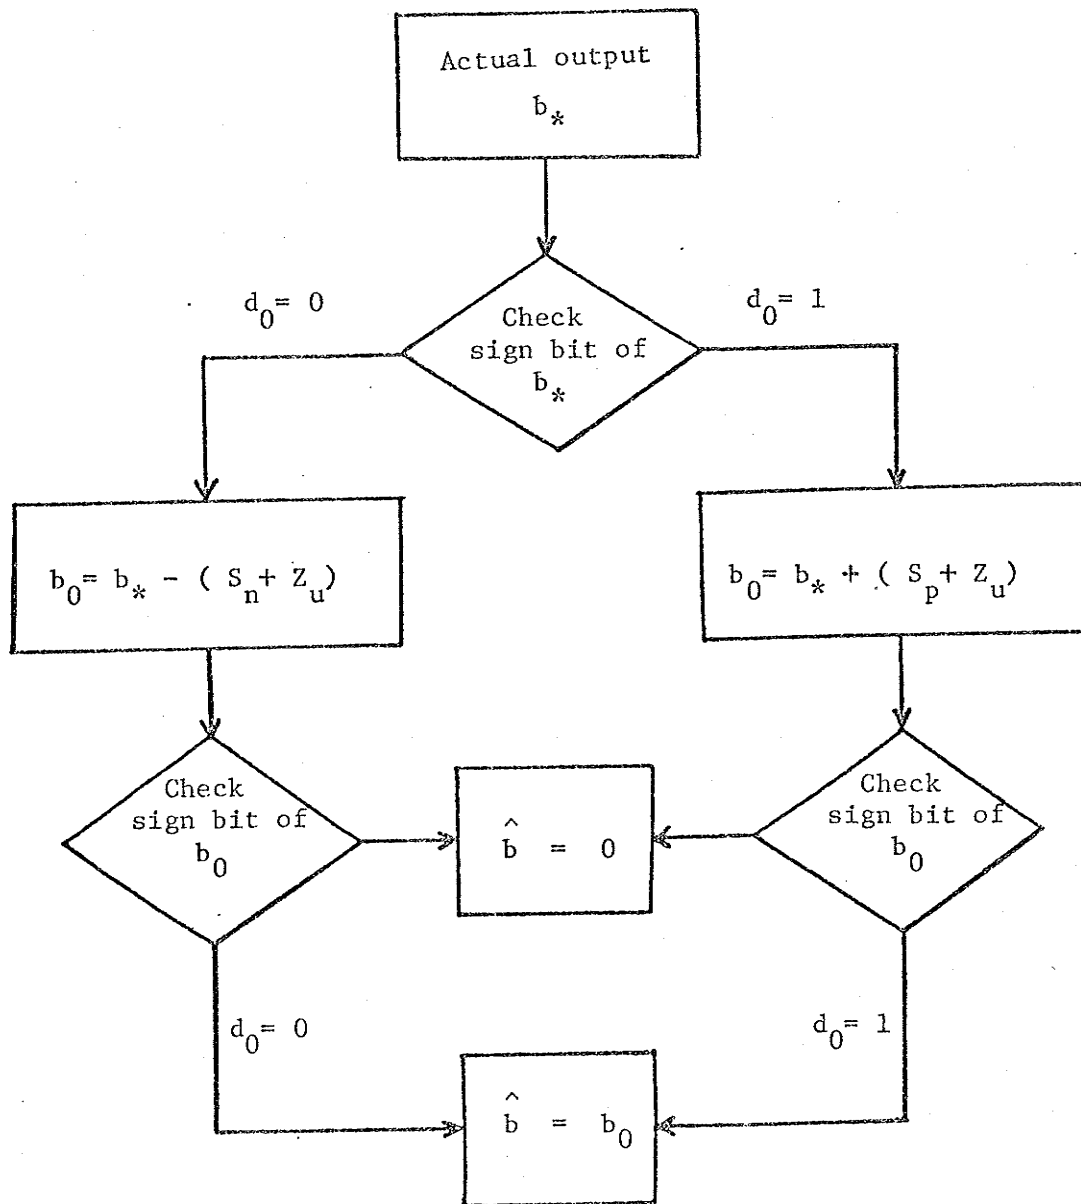 Actual output
b*
d0= 0
d0= 1
Check
sign bit of
b*
b0= b* - ( Sn+ Zu)
b0= b* + ( Sp+ Zu)
Check
sign bit of
b0
b̂ = 0
Check
sign bit of
b0
d0= 0
d0= 1
b̂ = b0